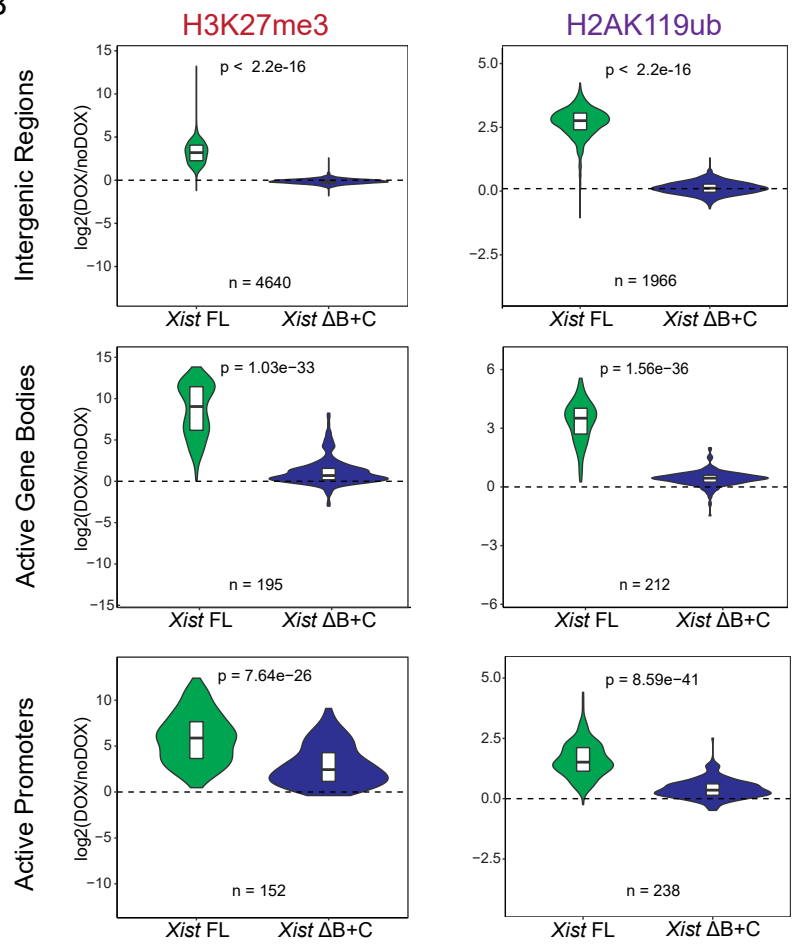 H3K27me3 H2AK119ub
Intergenic Regions
log2(DOX/noDOX)
15
10
5
0
−5
−10
p < 2.2e-16
n = 4640
Xist FL Xist ΔB+C
5.0
2.5
0.0
−2.5
p < 2.2e-16
n = 1966
Xist FL Xist ΔB+C
Active Gene Bodies
log2(DOX/noDOX)
15
10
5
0
−5
−10
−15
p = 1.03e−33
n = 195
Xist FL Xist ΔB+C
6
3
0
−3
−6
p = 1.56e−36
n = 212
Xist FL Xist ΔB+C
Active Promoters
log2(DOX/noDOX)
10
5
0
−5
−10
p = 7.64e−26
n = 152
Xist FL Xist ΔB+C
5.0
2.5
0.0
−2.5
p = 8.59e−41
n = 238
Xist FL Xist ΔB+C